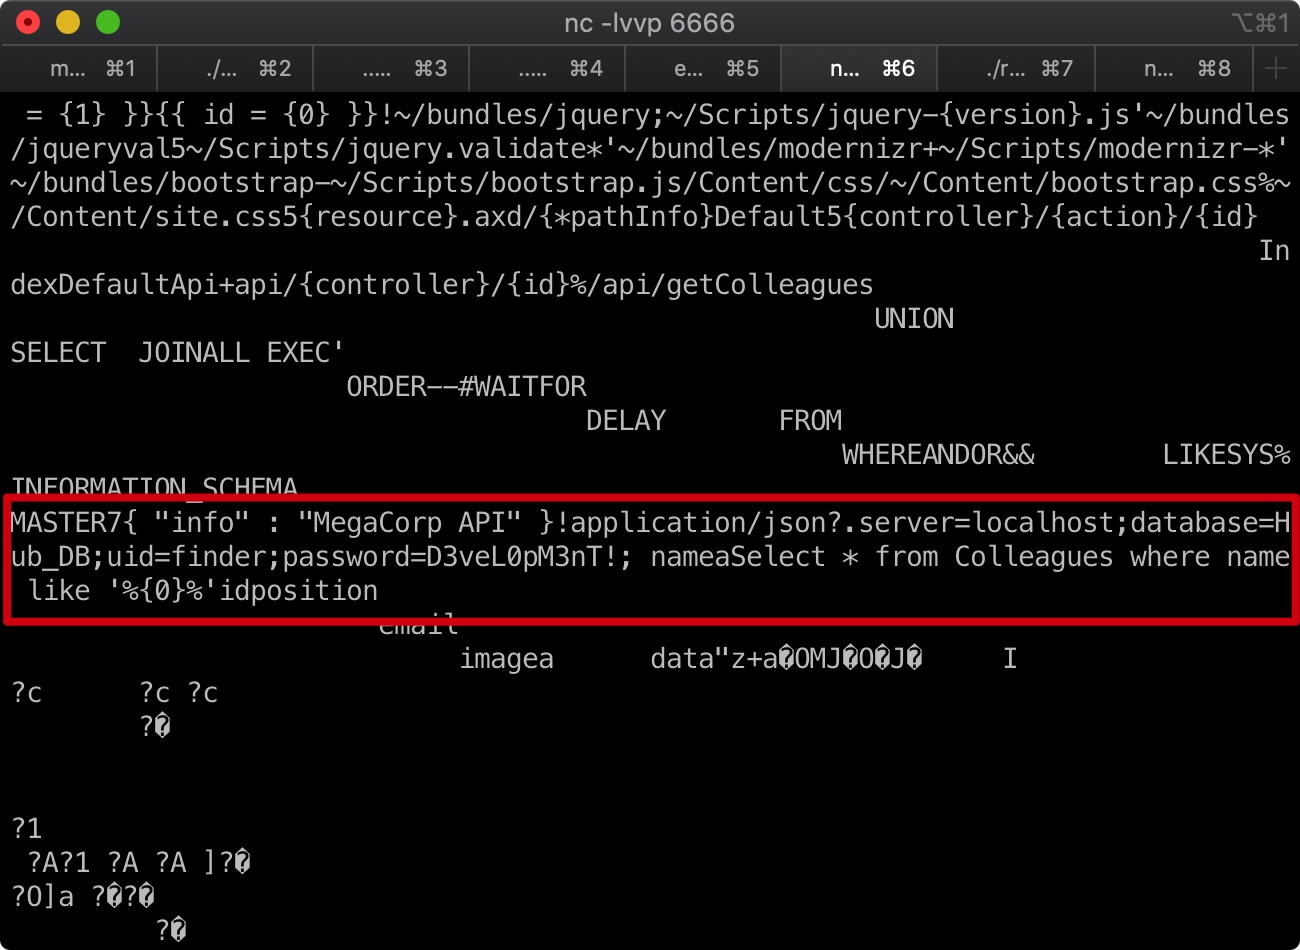 nc -lvvp 6666
⌥⌘1
m... ⌘1 ./... ⌘2 ..... ⌘3 ..... ⌘4 e... ⌘5 n... ⌘6 ./r... ⌘7 n... ⌘8 +
= {1} }}{{ id = {0} }}!~/bundles/jquery;~/Scripts/jquery-{version}.js'~/bundles
/jqueryval5~/Scripts/jquery.validate*'~/bundles/modernizr+~/Scripts/modernizr-*'
~/bundles/bootstrap-~/Scripts/bootstrap.js/Content/css/~/Content/bootstrap.css%~
/Content/site.css5{resource}.axd/{*pathInfo}Default5{controller}/{action}/{id}
In
dexDefaultApi+api/{controller}/{id}%/api/getColleagues
UNION
SELECT JOINALL EXEC'
ORDER--#WAITFOR
DELAY FROM
WHEREANDOR&& LIKESYS%
INFORMATION_SCHEMA
MASTER7{ "info" : "MegaCorp API" }!application/json?.server=localhost;database=H
ub_DB;uid=finder;password=D3veL0pM3nT!; nameaSelect * from Colleagues where name
like '%{0}%'idposition
email
imagea data"z+a�OMJ�O�J� I
?c ?c ?c
?�
?1
?A?1 ?A ?A ]?�
?O]a ?�?�
?�